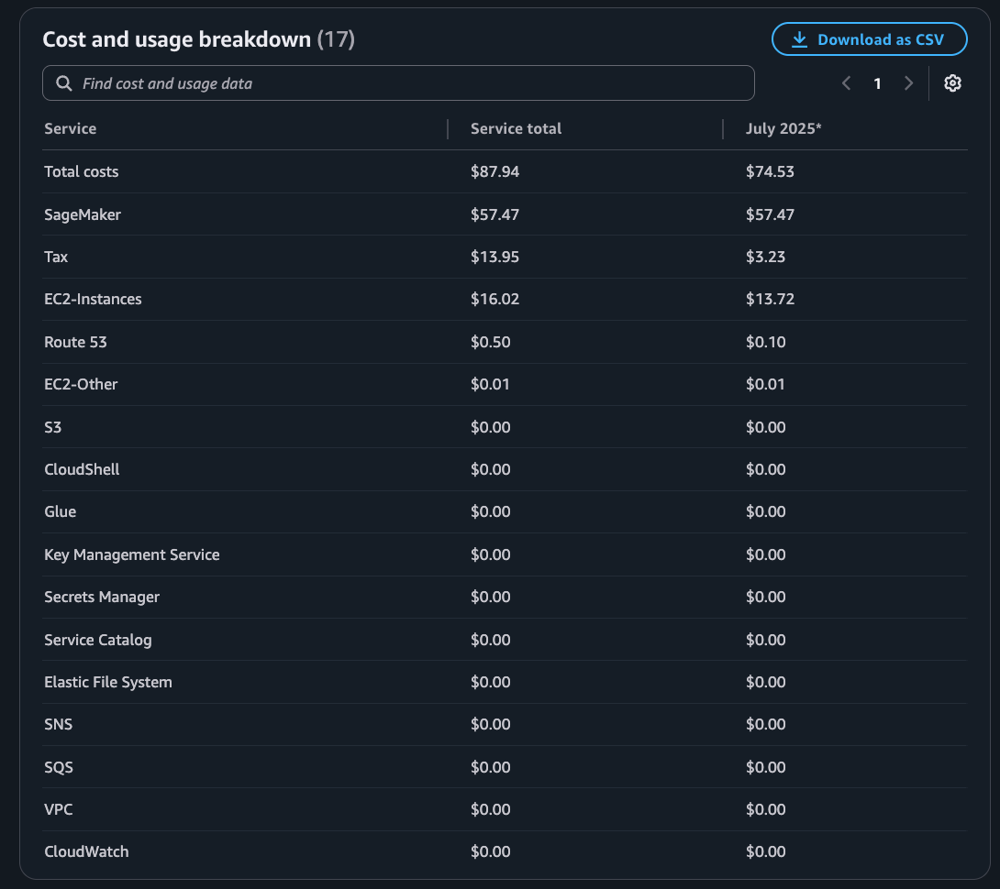 Cost and usage breakdown (17)
Download as CSV
Find cost and usage data
1
Service Service total July 2025*
Total costs $87.94 $74.53
SageMaker $57.47 $57.47
Tax $13.95 $3.23
EC2-Instances $16.02 $13.72
Route 53 $0.50 $0.10
EC2-Other $0.01 $0.01
S3 $0.00 $0.00
CloudShell $0.00 $0.00
Glue $0.00 $0.00
Key Management Service $0.00 $0.00
Secrets Manager $0.00 $0.00
Service Catalog $0.00 $0.00
Elastic File System $0.00 $0.00
SNS $0.00 $0.00
SQS $0.00 $0.00
VPC $0.00 $0.00
CloudWatch $0.00 $0.00